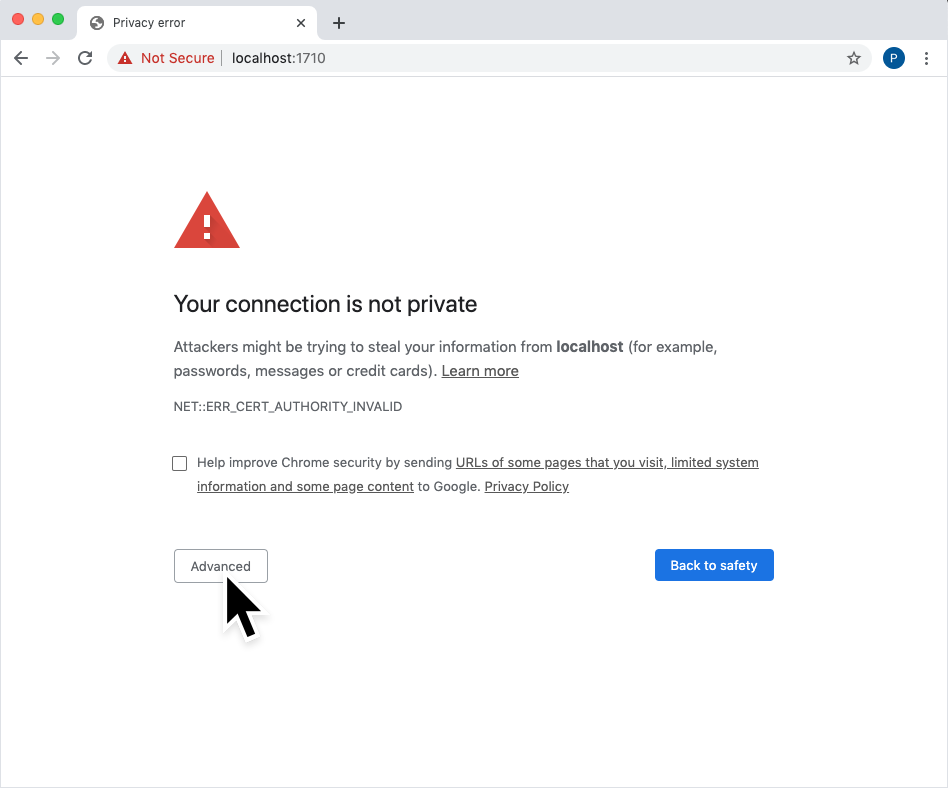 Privacy error
Not Secure | localhost:1710
P
Your connection is not private
Attackers might be trying to steal your information from localhost (for example,
passwords, messages or credit cards). Learn more
NET::ERR_CERT_AUTHORITY_INVALID
Help improve Chrome security by sending URLs of some pages that you visit, limited system
information and some page content to Google. Privacy Policy
Advanced
Back to safety